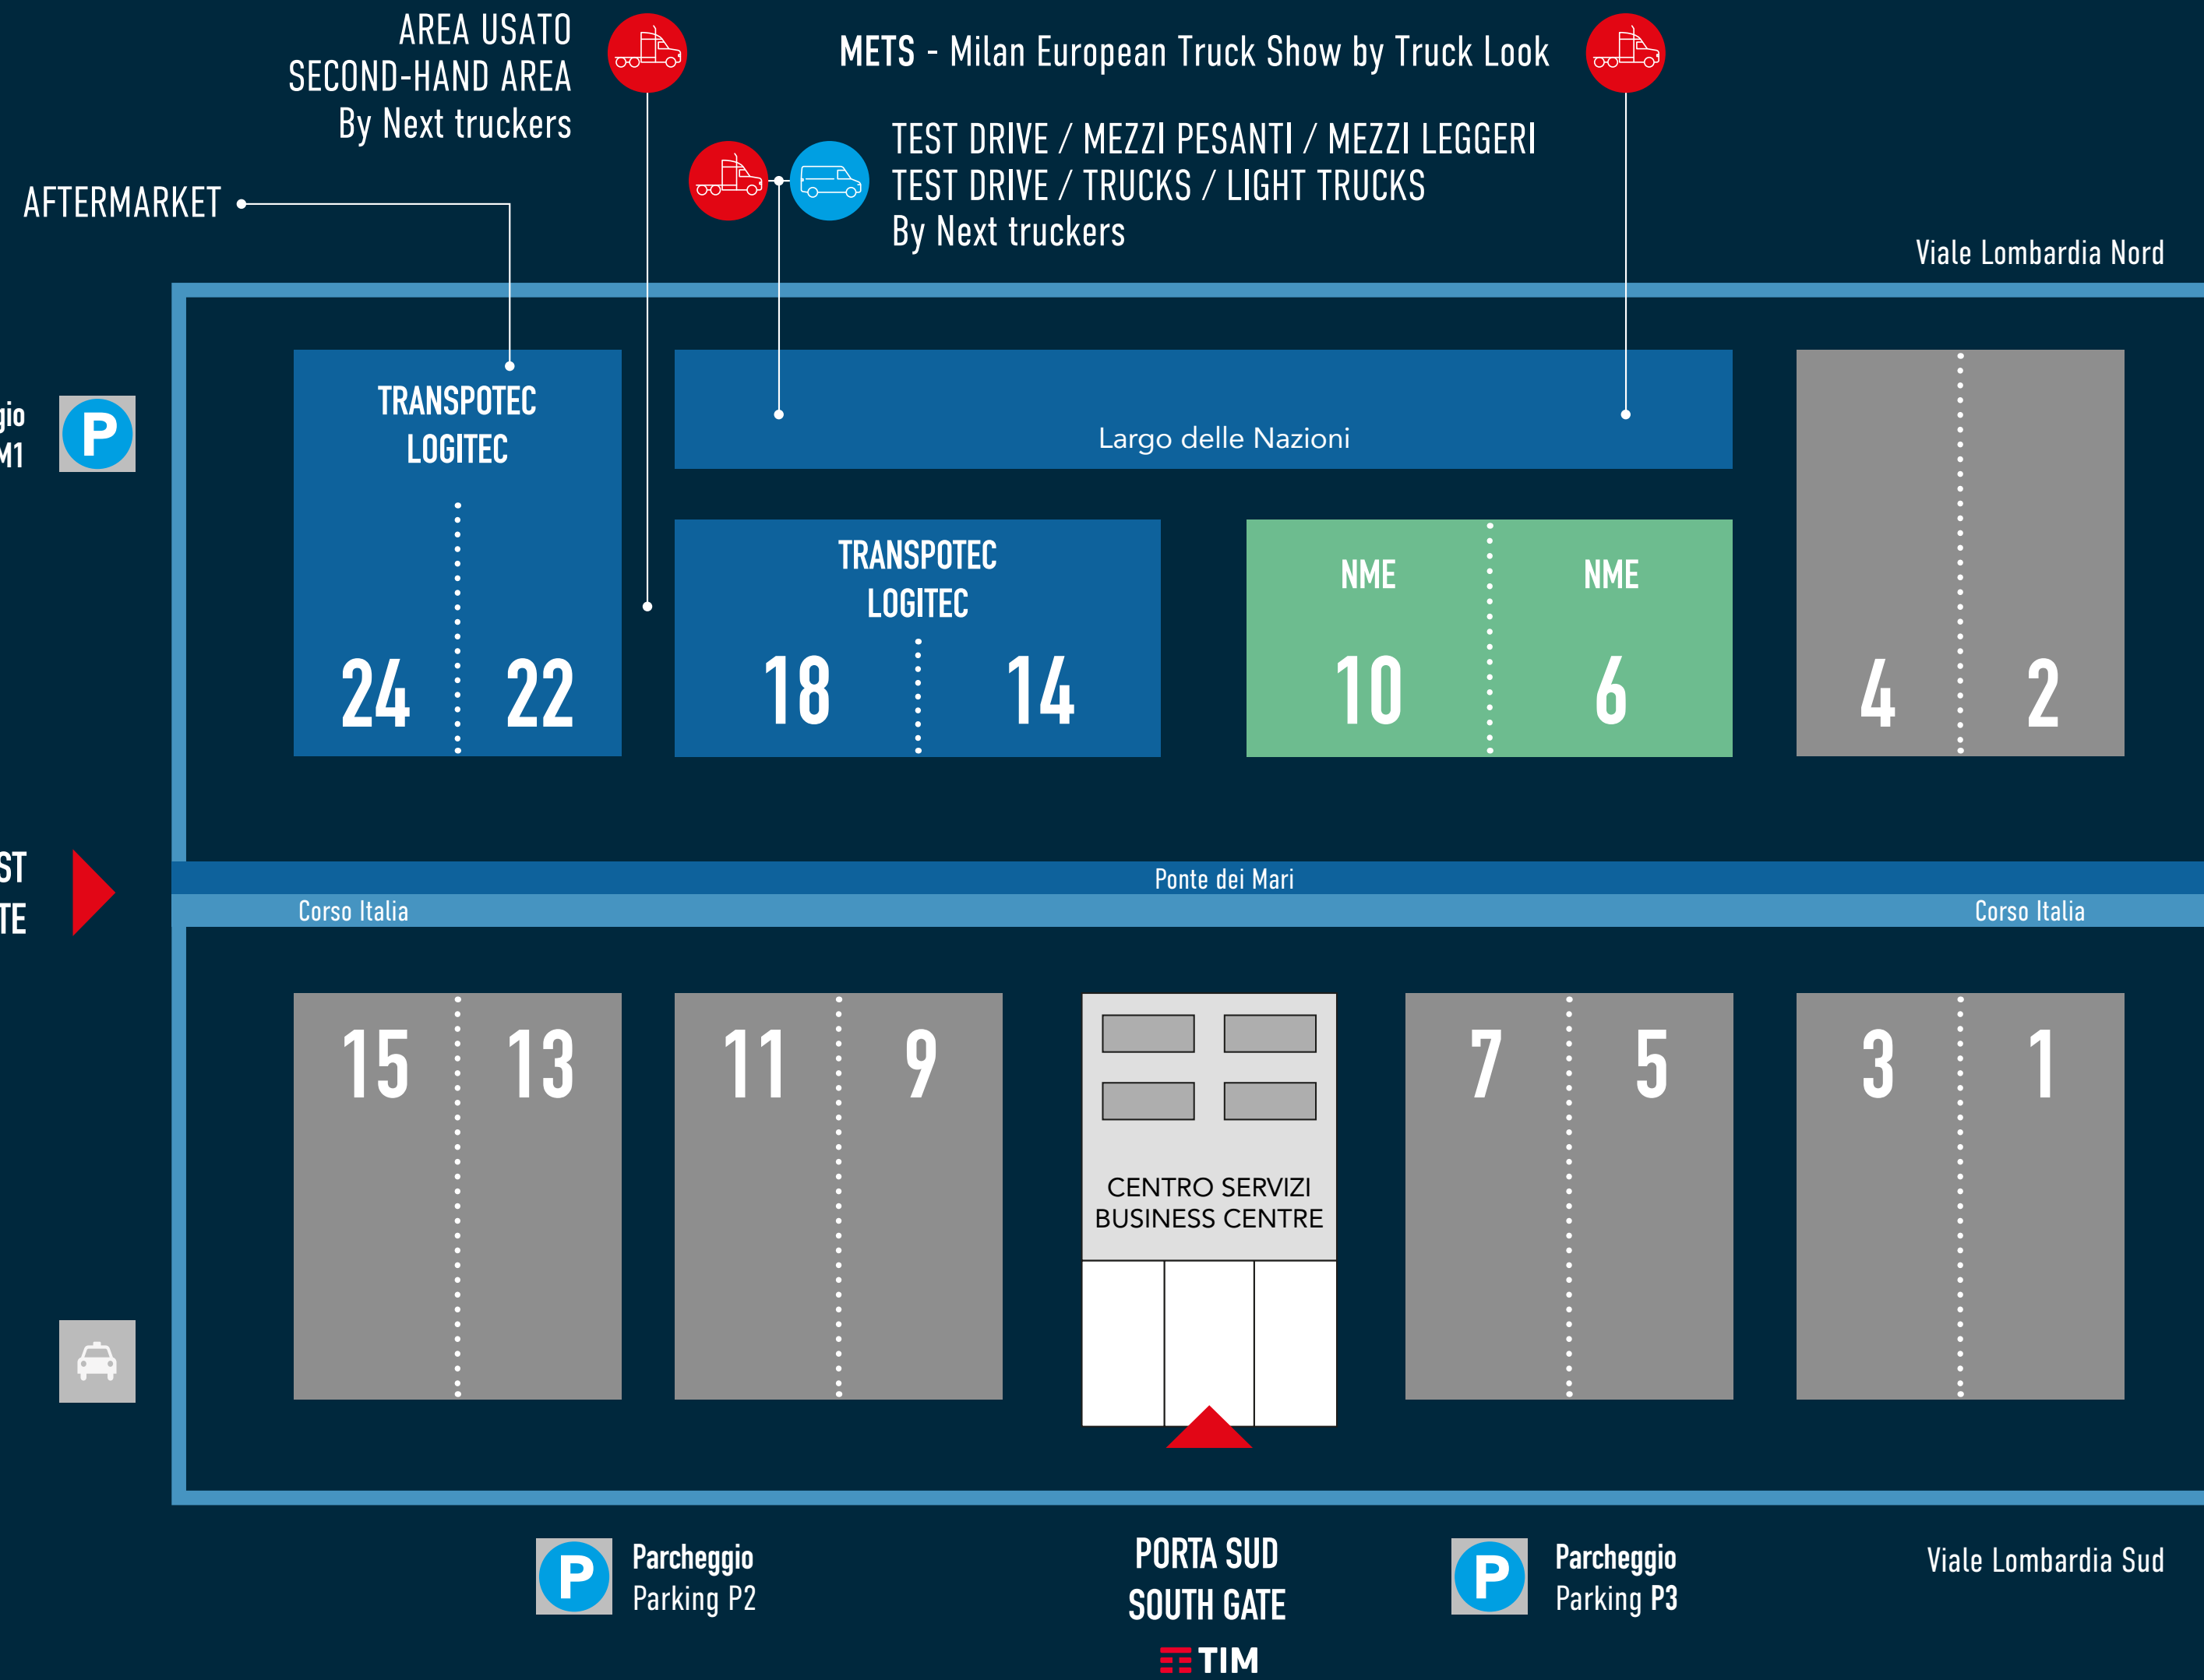 AREA USATO
SECOND-HAND AREA
By Next truckers
METS - Milan European Truck Show by Truck Look
TEST DRIVE / MEZZI PESANTI / MEZZI LEGGERI
TEST DRIVE / TRUCKS / LIGHT TRUCKS
By Next truckers
AFTERMARKET
Viale Lombardia Nord
gio
M1
P
TRANSPOTEC
LOGITEC
24 22
Largo delle Nazioni
TRANSPOTEC
LOGITEC
18 14
NME NME
10 6
4 2
ST
TE
Ponte dei Mari
Corso Italia Corso Italia
15 13 11 9 7 5 3 1
CENTRO SERVIZI
BUSINESS CENTRE
P
Parcheggio
Parking P2
PORTA SUD
SOUTH GATE
TIM
P
Parcheggio
Parking P3
Viale Lombardia Sud